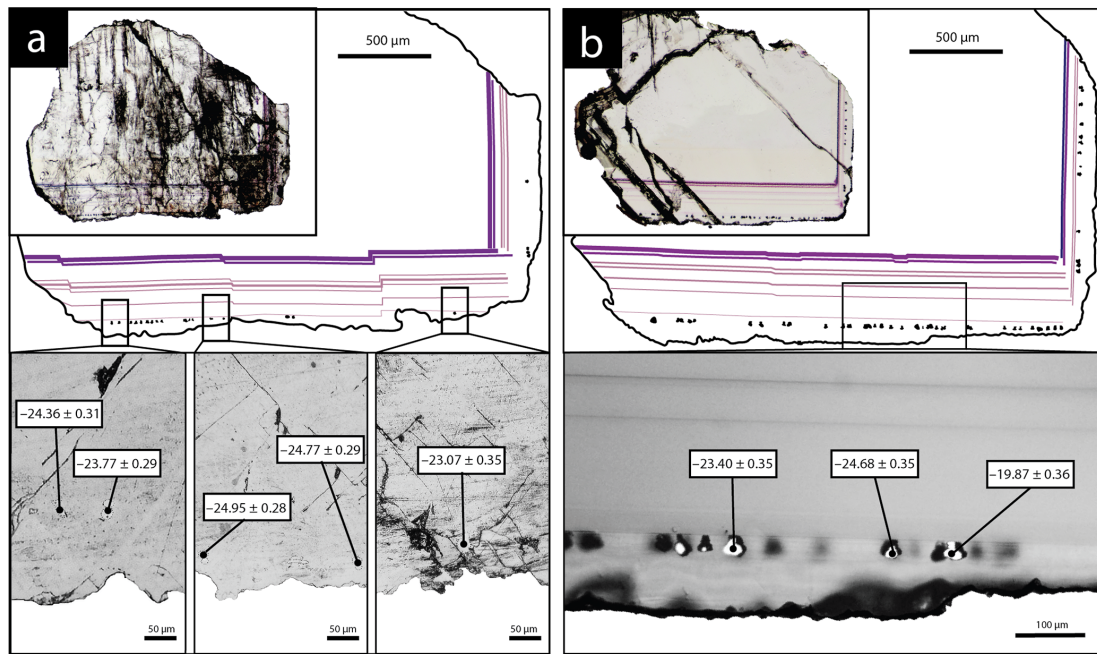 a
500 µm
b
500 µm
−24.36 ± 0.31
−23.77 ± 0.29
−24.77 ± 0.29
−24.95 ± 0.28
−23.07 ± 0.35
50 µm
50 µm
50 µm
−23.40 ± 0.35
−24.68 ± 0.35
−19.87 ± 0.36
100 µm